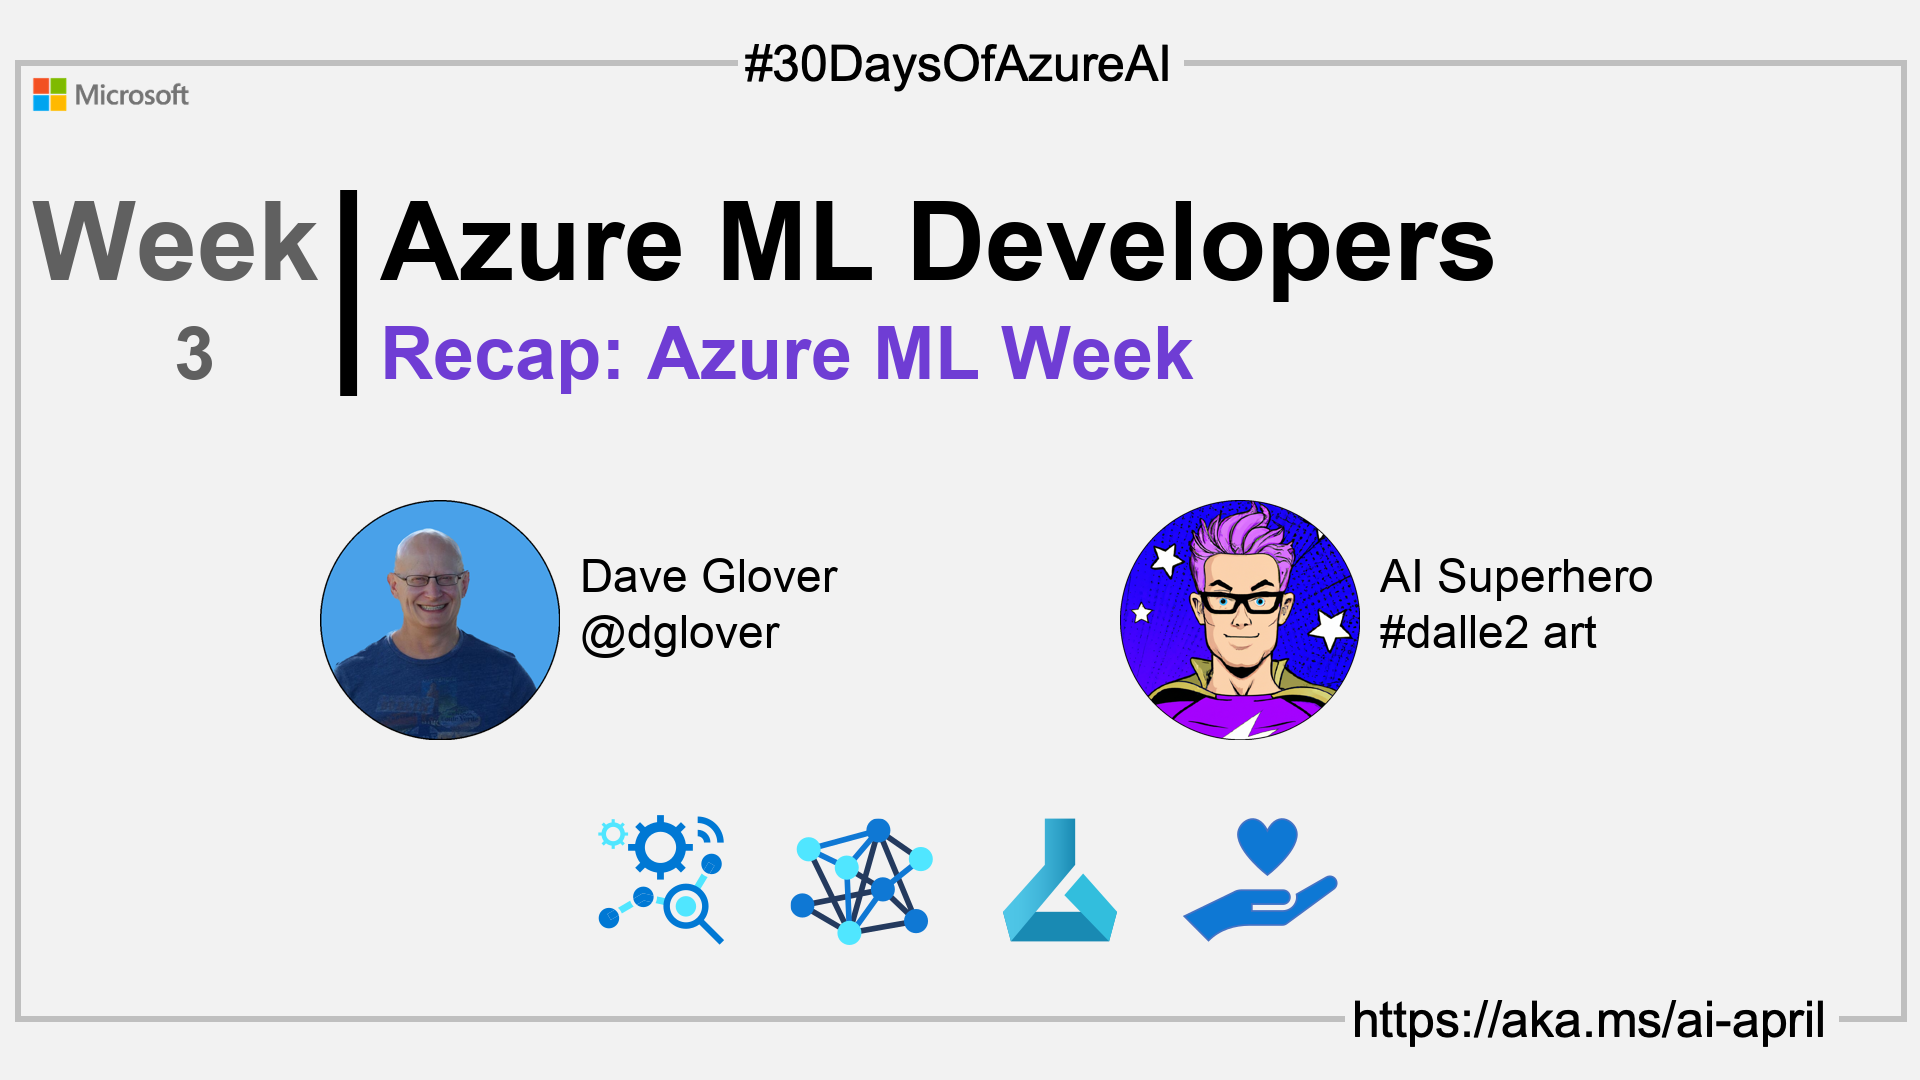 #30DaysOfAzureAI
Microsoft
Week
3
Azure ML Developers
Recap: Azure ML Week
Dave Glover
@dglover
AI Superhero
#dalle2 art
https://aka.ms/ai-april